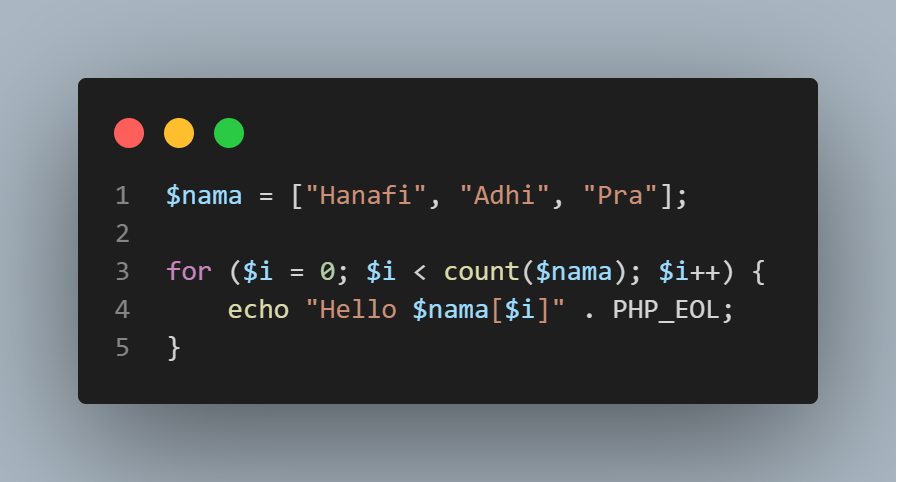 1 $nama = ["Hanafi", "Adhi", "Pra"];
2
3 for ($i = 0; $i < count($nama); $i++) {
4     echo "Hello $nama[$i]" . PHP_EOL;
5 }